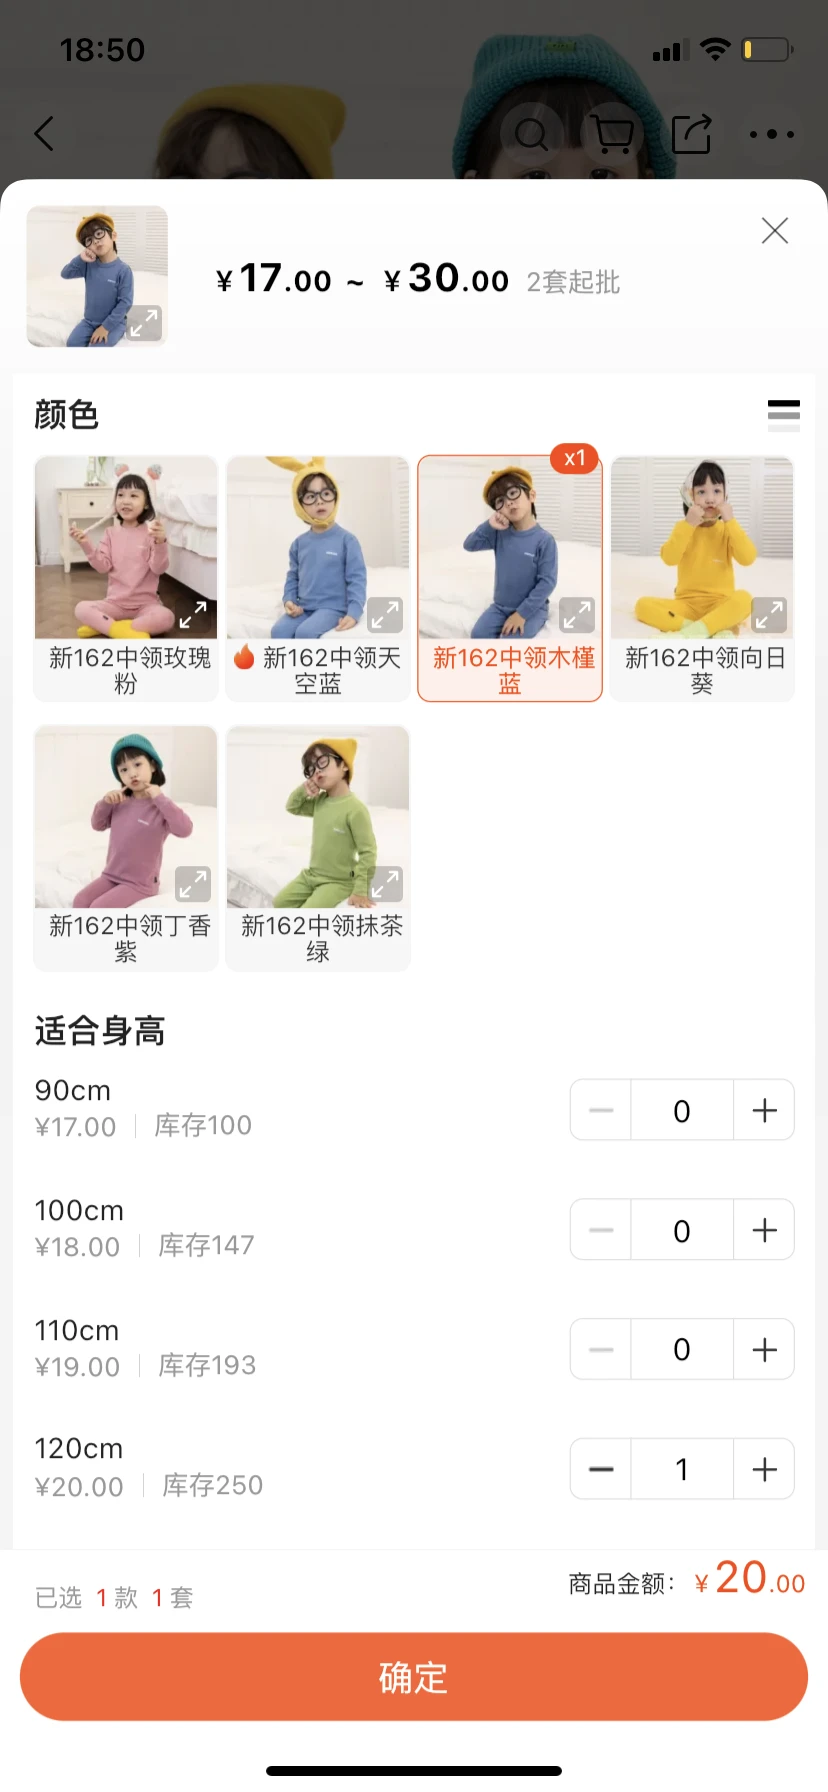 18:50
¥17.00 ~ ¥30.00 2套起批
颜色
x1
新162中领玫瑰
粉
新162中领天
空蓝
新162中领木槿
蓝
新162中领向日
葵
新162中领丁香
紫
新162中领抹茶
绿
适合身高
90cm
¥17.00 库存100
0
100cm
¥18.00 库存147
0
110cm
¥19.00 库存193
0
120cm
¥20.00 库存250
1
已选 1 款 1 套
商品金额: ¥20.00
确定